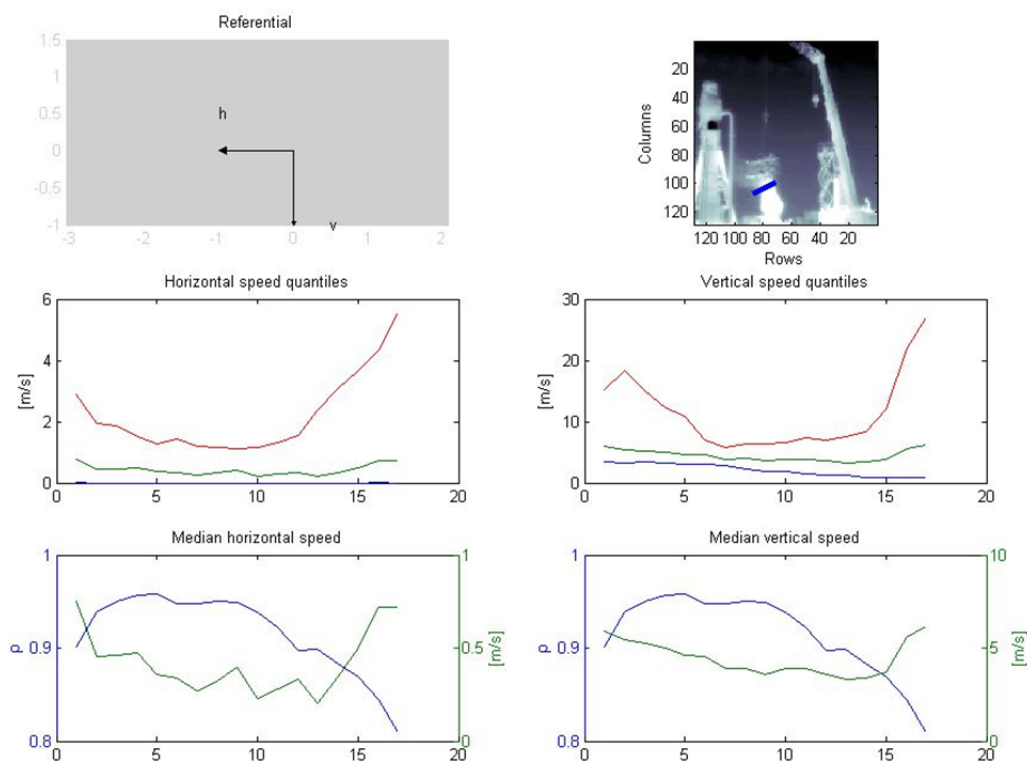 Referential
1.5
1
0.5
0
-0.5
-1
-3 -2 -1 0 1 2
h
v
Columns
20
40
60
80
100
120
120 100 80 60 40 20
Rows
Horizontal speed quantiles
[m/s]
6
4
2
0
0 5 10 15 20
Vertical speed quantiles
[m/s]
30
20
10
0
0 5 10 15 20
Median horizontal speed
ρ
1
0.9
0.8
1
0.5
0
[m/s]
0 5 10 15 20
Median vertical speed
ρ
1
0.9
0.8
10
5
0
[m/s]
0 5 10 15 20